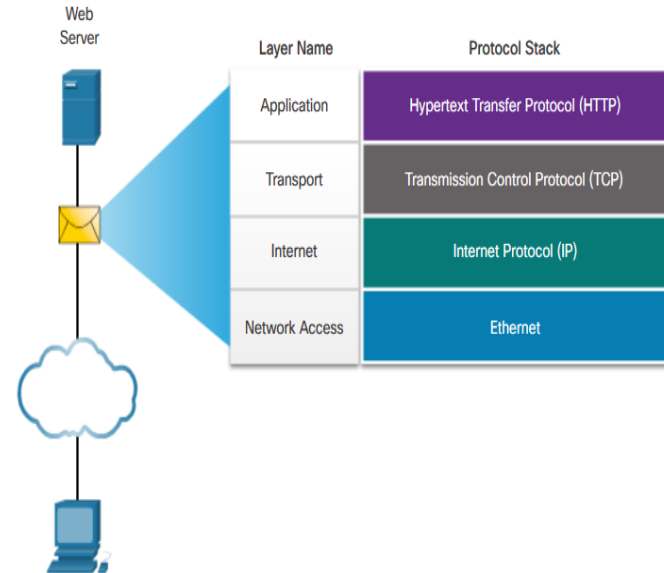 Web
Server
Layer Name
Protocol Stack
Application
Hypertext Transfer Protocol (HTTP)
Transport
Transmission Control Protocol (TCP)
Internet
Internet Protocol (IP)
Network Access
Ethernet